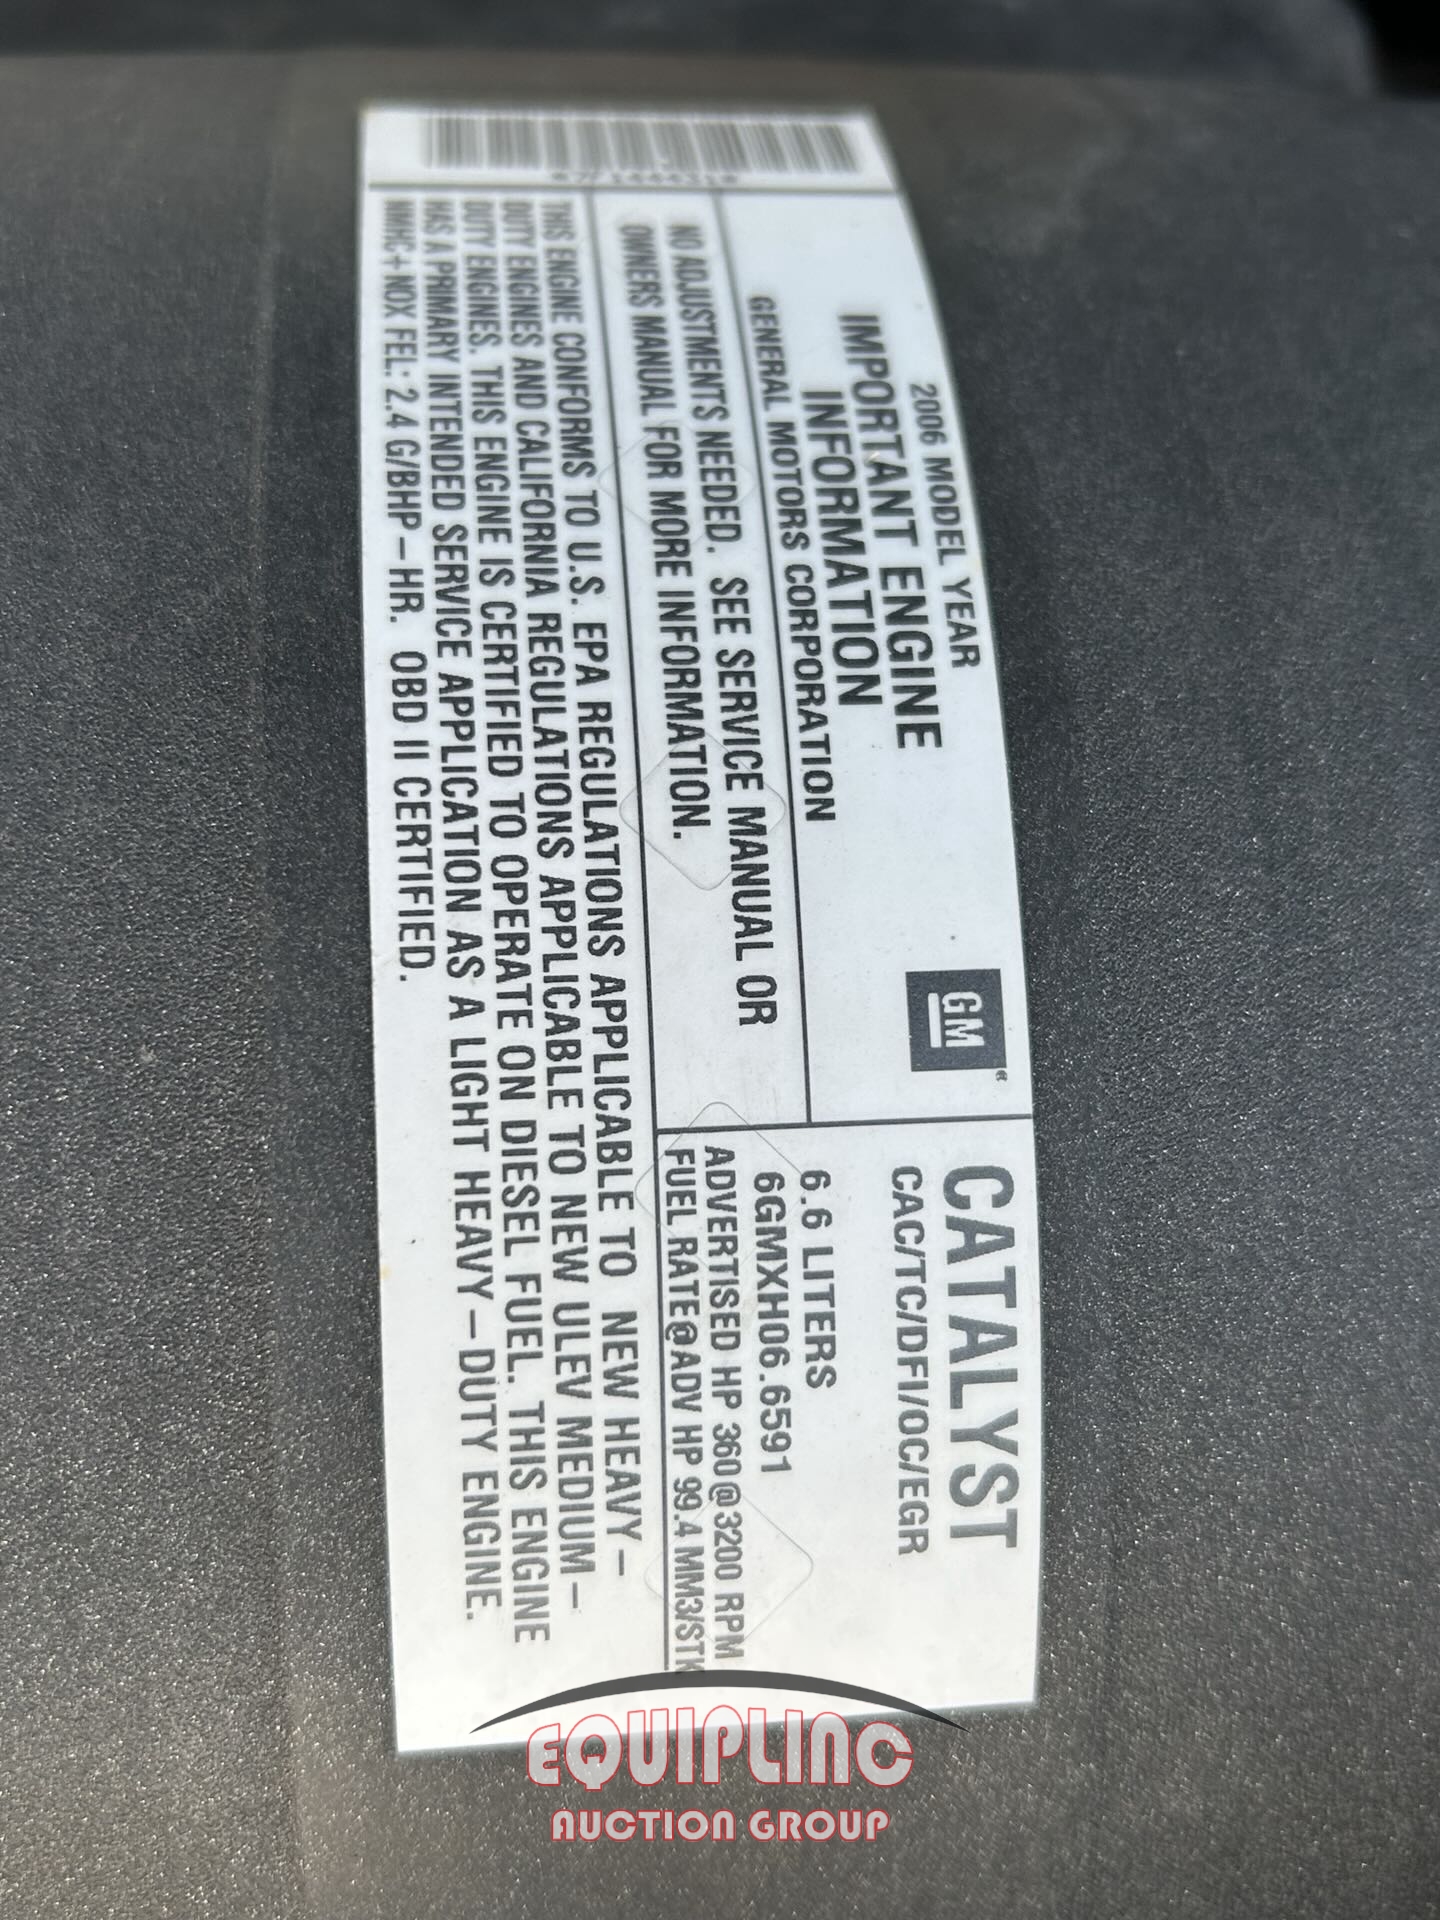 2006 MODEL YEAR
IMPORTANT ENGINE
INFORMATION
GENERAL MOTORS CORPORATION
GM®
CATALYST
CAC/TC/DFI/OC/EGR
6.6 LITERS
6GMXH06.6591
ADVERTISED HP 360@3200 RPM
FUEL RATE@ADV HP 99.4 MM3/STK
NO ADJUSTMENTS NEEDED. SEE SERVICE MANUAL OR
OWNERS MANUAL FOR MORE INFORMATION.
THIS ENGINE CONFORMS TO U.S. EPA REGULATIONS APPLICABLE TO NEW HEAVY-
DUTY ENGINES AND CALIFORNIA REGULATIONS APPLICABLE TO NEW ULEV MEDIUM-
DUTY ENGINES. THIS ENGINE IS CERTIFIED TO OPERATE ON DIESEL FUEL. THIS ENGINE
HAS A PRIMARY INTENDED SERVICE APPLICATION AS A LIGHT HEAVY-DUTY ENGINE.
NMHC+NOX FEL: 2.4 G/BHP-HR. OBD II CERTIFIED.
EQUIPLINC
AUCTION GROUP